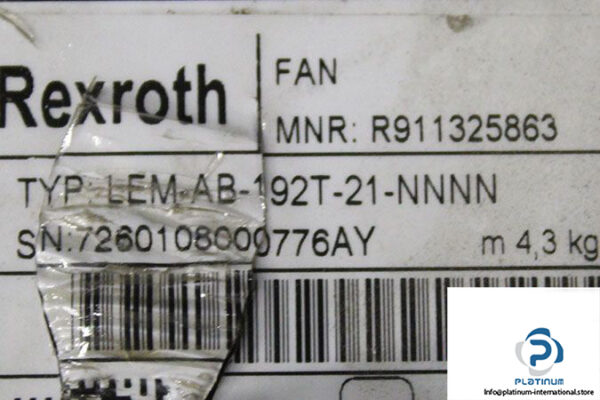 Rexroth
FAN
MNR: R911325863
TYP: LEM-AB-192T-21-NNNN
SN:7260108000776AY
m 4,3 kg
PLATINUM
Info@platinum-international.store